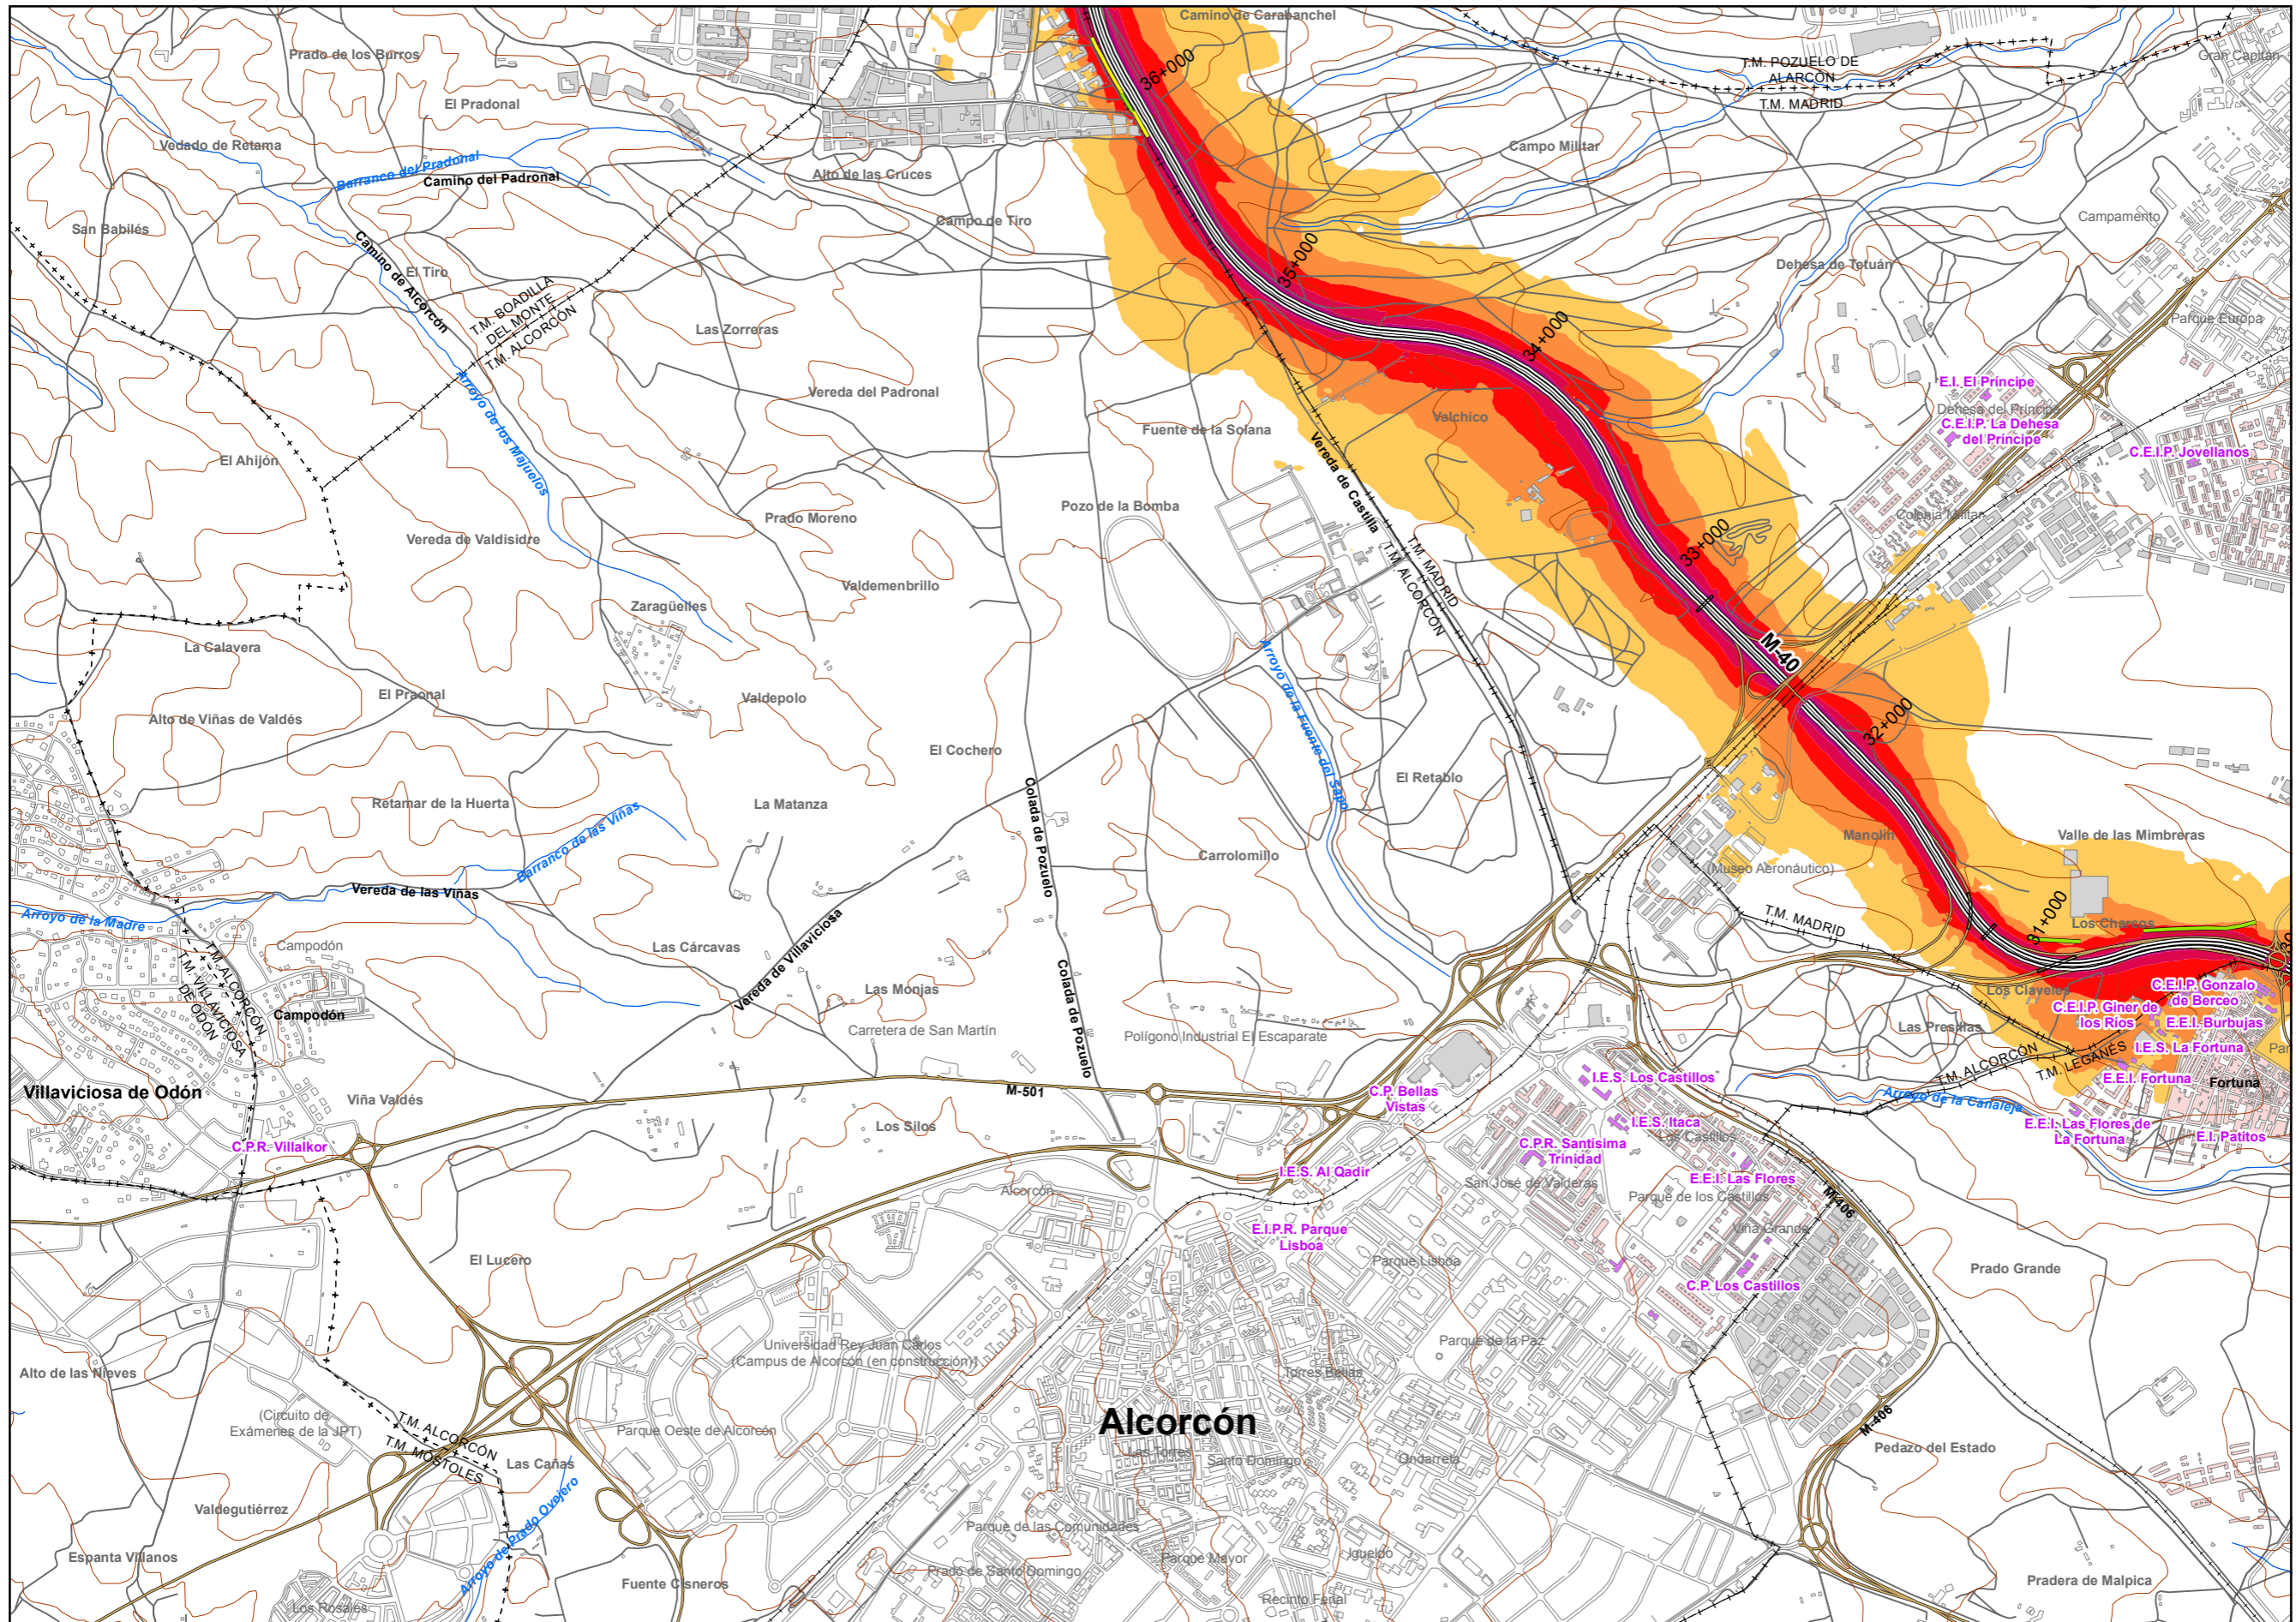 Camino de Carabanchel
Prado de los Burros
36+000
T.M. POZUELO DE
ALARCÓN
T.M. MADRID
Gran Capitán
El Pradonal
Vedado de Retama
Barranco del Pradonal
Camino del Padronal
Alto de las Cruces
Campo Militar
San Babilés
Campo de Tiro
Campamento
Camino de Alcorcón
El Tiro
35+000
Dehesa de Tetuán
T.M. BOADILLA
DEL MONTE
T.M. ALCORCÓN
Las Zorreras
34+000
Parque Europa
Arroyo de los Majuelos
Vereda del Padronal
Valchico
E.I. El Príncipe
Dehesa del Príncipe
C.E.I.P. La Dehesa
del Príncipe
Fuente de la Solana
C.E.I.P. Jovellanos
El Ahijón
Vereda de Castilla
Pozo de la Bomba
Prado Moreno
Colonia Militar
Vereda de Valdisidre
33+000
T.M. MADRID
T.M. ALCORCÓN
Valdemenbrillo
Zaragüelles
La Calavera
M-40
Arroyo de la Fuente del Sapo
El Praonal
Valdepolo
Alto de Viñas de Valdés
32+000
El Cochero
El Retablo
Retamar de la Huerta
La Matanza
Colada de Pozuelo
Barranco de las Viñas
Manolín
Valle de las Mimbreras
Carrolomillo
(Museo Aeronáutico)
Vereda de las Viñas
Arroyo de la Madre
T.M. MADRID
31+000
Los Charcos
Vereda de Villaviciosa
Campodón
Las Cárcavas
T.M. ALCORCÓN
T.M. VILLAVICIOSA
DE ODÓN
Las Monjas
Colada de Pozuelo
Los Claveles
C.E.I.P. Gonzalo
de Berceo
Campodón
C.E.I.P. Giner de
los Ríos
E.E.I. Burbujas
Carretera de San Martín
Polígono Industrial El Escaparate
Las Presillas
I.E.S. La Fortuna
T.M. ALCORCÓN
T.M. LEGANÉS
Villaviciosa de Odón
M-501
I.E.S. Los Castillos
E.E.I. Fortuna
Fortuna
Viña Valdés
C.P. Bellas
Vistas
Arroyo de la Canaleja
Los Silos
I.E.S. Itaca
Los Castillos
E.E.I. Las Flores de
La Fortuna
E.I. Patitos
C.P.R. Villalkor
C.P.R. Santísima
Trinidad
I.E.S. Al Qadir
E.E.I. Las Flores
San José de Valderas
Parque de los Castillos
M-406
Alcorcón
E.I.P.R. Parque
Lisboa
Viña Grande
El Lucero
Parque Lisboa
Prado Grande
C.P. Los Castillos
Universidad Rey Juan Carlos
(Campus de Alcorcón (en construcción)
Parque de la Paz
Alto de las Nieves
Torres Bellas
(Circuito de
Exámenes de la JPT)
T.M. ALCORCÓN
T.M. MÓSTOLES
Parque Oeste de Alcorcón
Alcorcón
M-406
Las Torres
Santo Domingo
Ondarreta
Pedazo del Estado
Las Cañas
Valdegutiérrez
Arroyo de Prado Ovejero
Parque de las Comunidades
Espanta Villanos
Parque Mayor
Igueldo
Prado de Santo Domingo
Fuente Cisneros
Recinto Ferial
Pradera de Malpica
Los Rosales